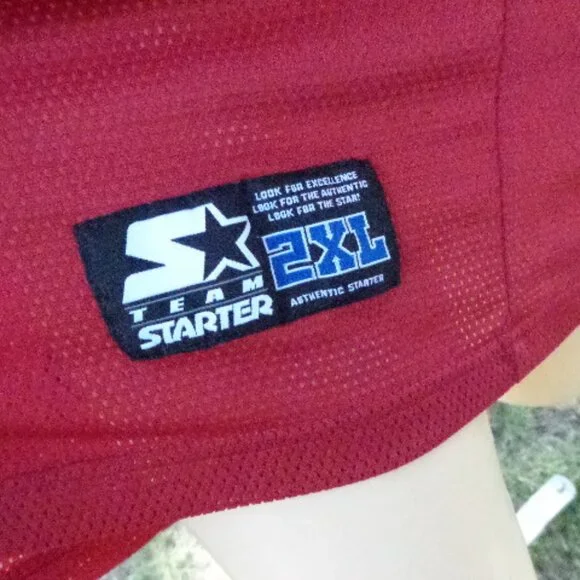 LOOK FOR EXCELLENCE
LOOK FOR THE AUTHENTIC
LOOK FOR THE STAR!
2XL
AUTHENTIC STARTER
TEAM
STARTER